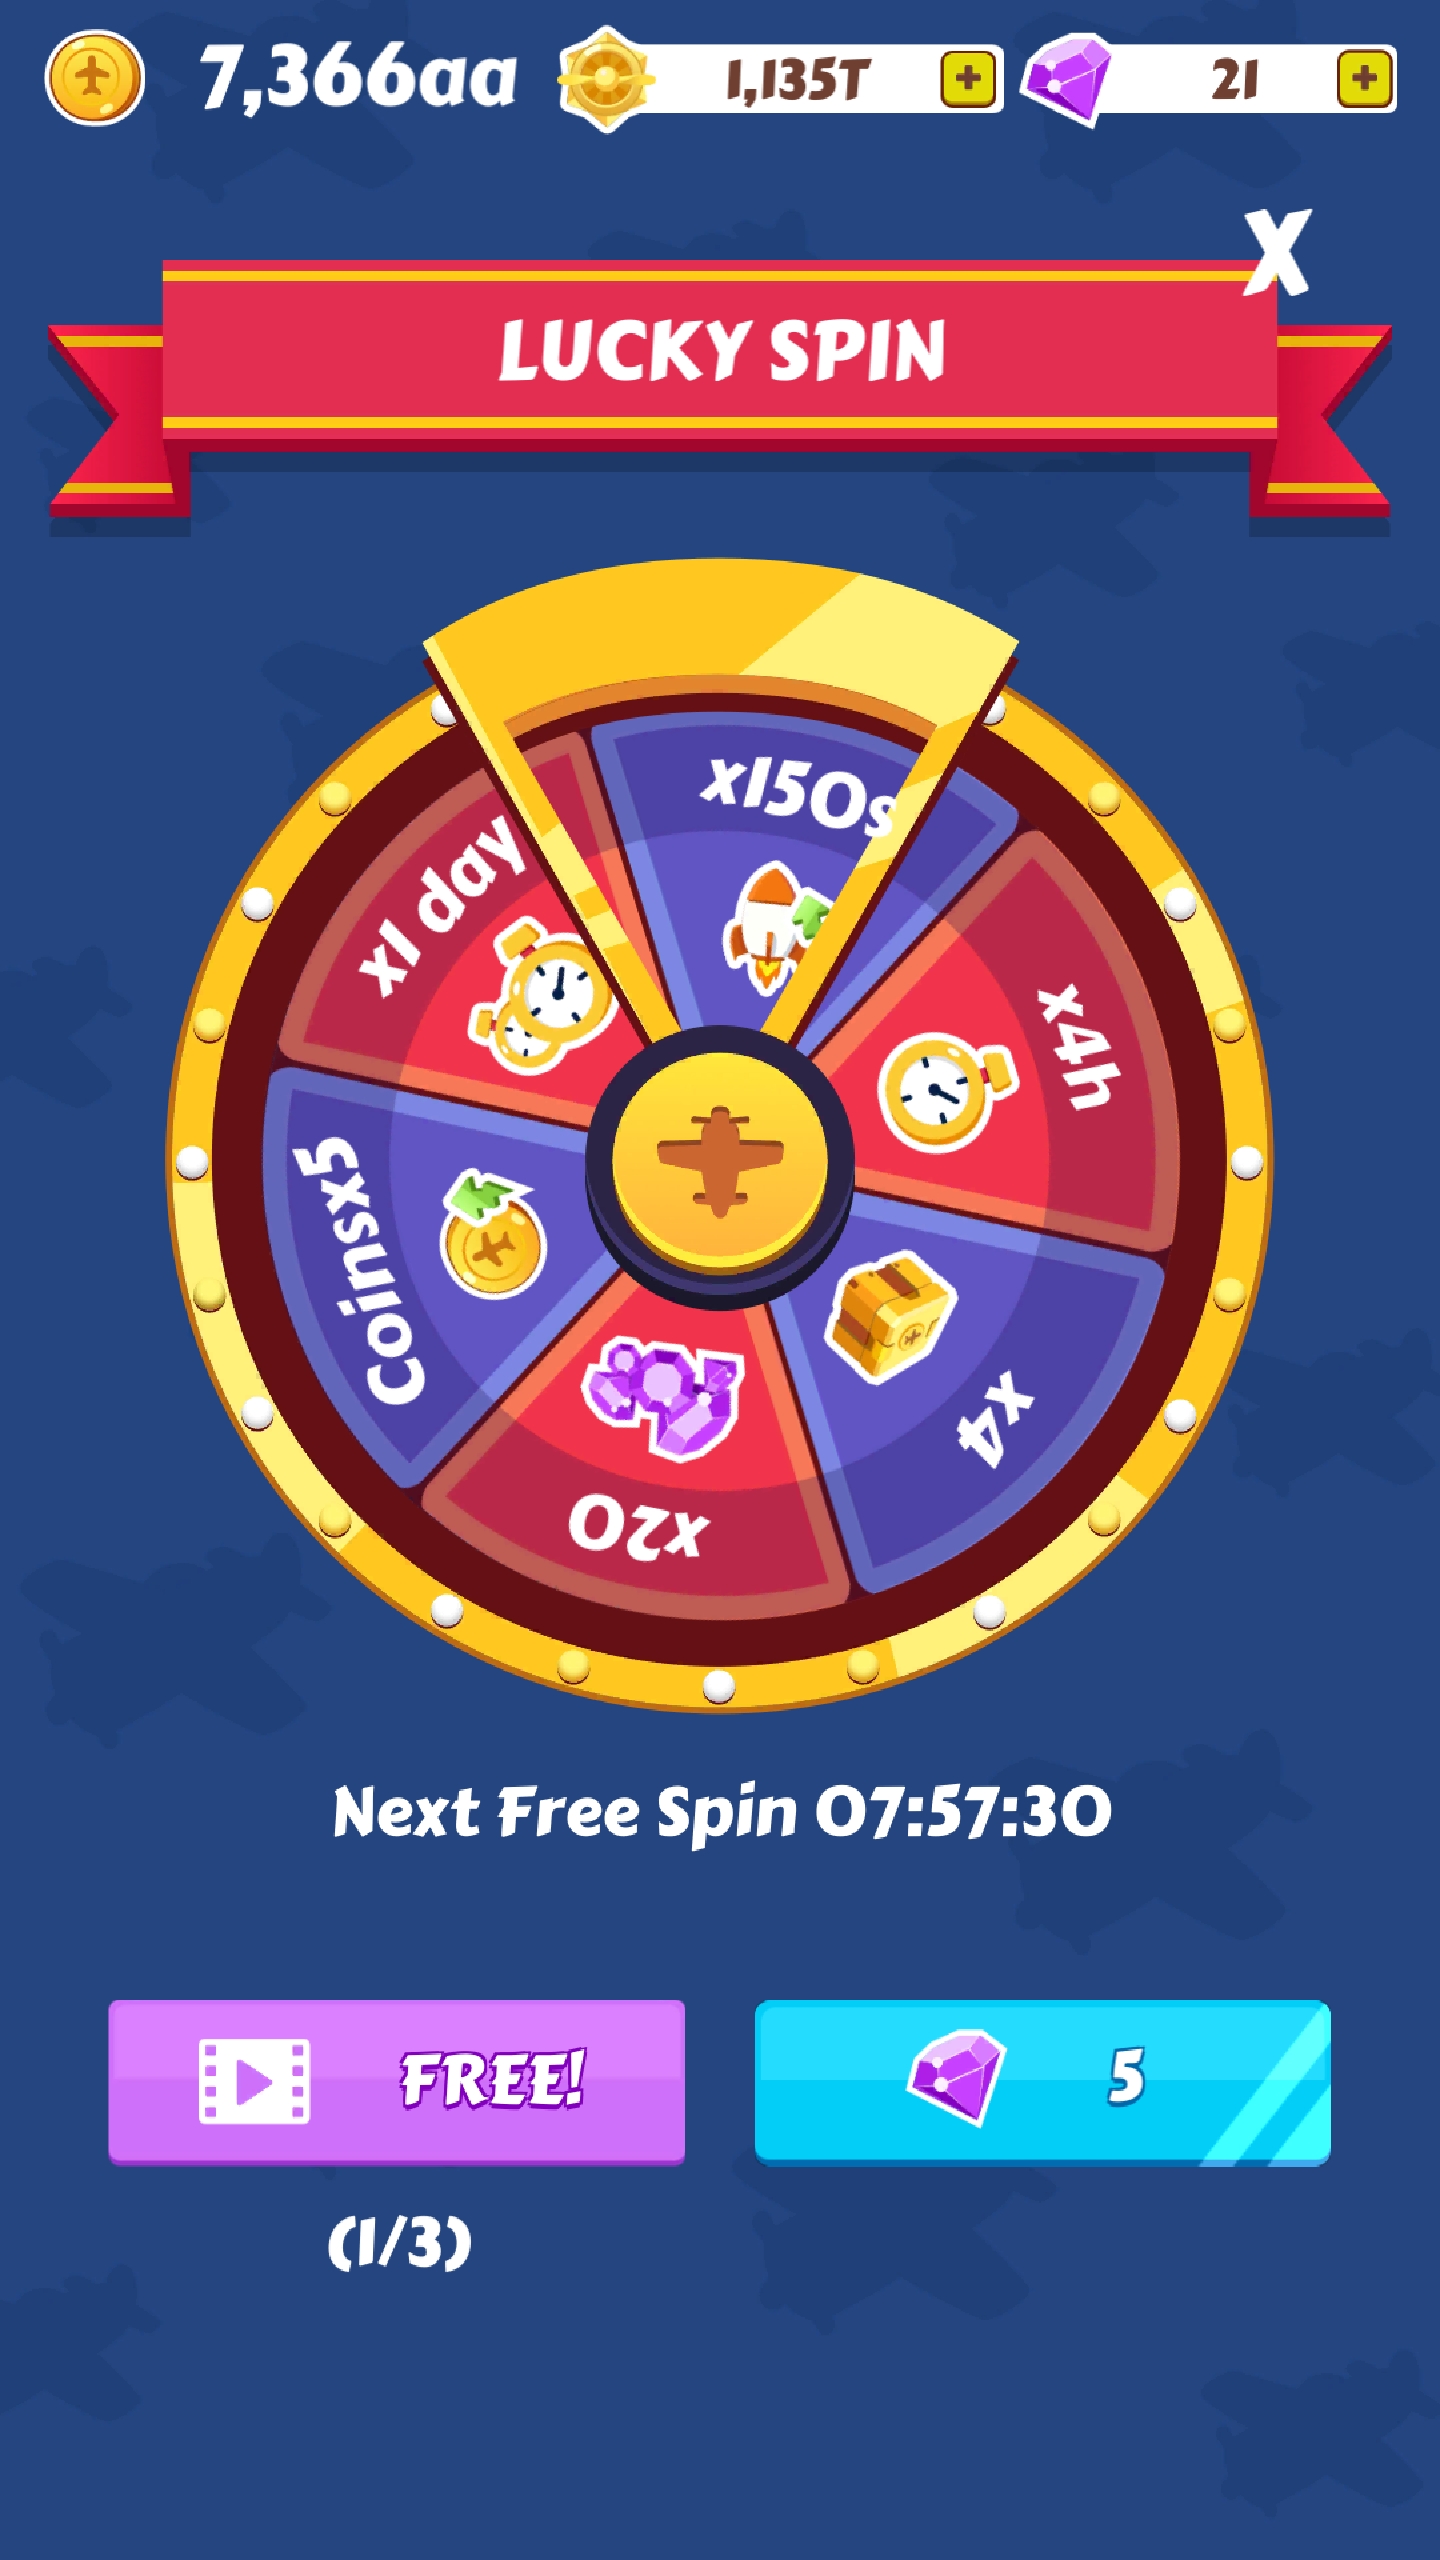 7,366aa
1,135T
21
X
LUCKY SPIN
x150s
x1 day
x4h
Coinsx5
x4
x20
Next Free Spin 07:57:30
FREE!
5
(1/3)